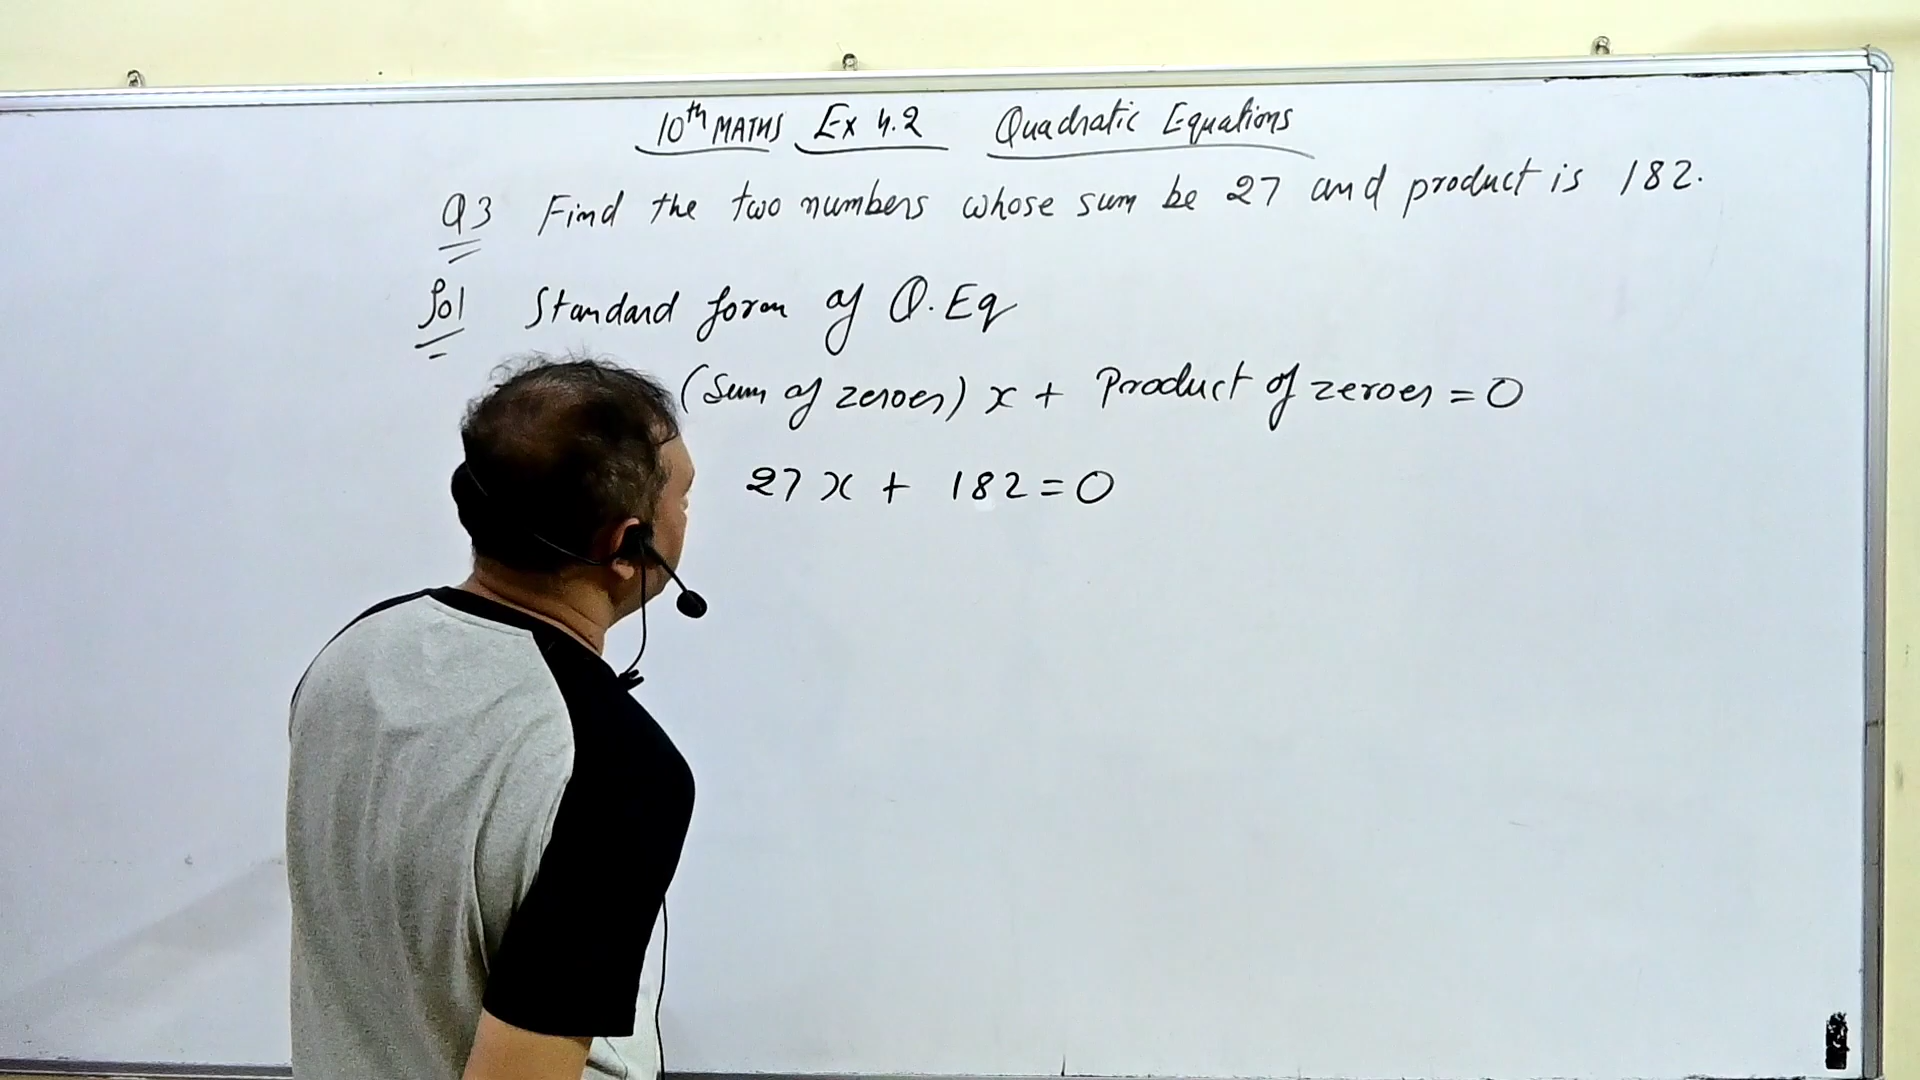 10th MATHS Ex 4.2 Quadratic Equations
Q3 Find the two numbers whose sum be 27 and product is 182.
Sol Standard form of Q.Eq
(Sum of zeroes) x + Product of zeroes = 0
27x + 182 = 0